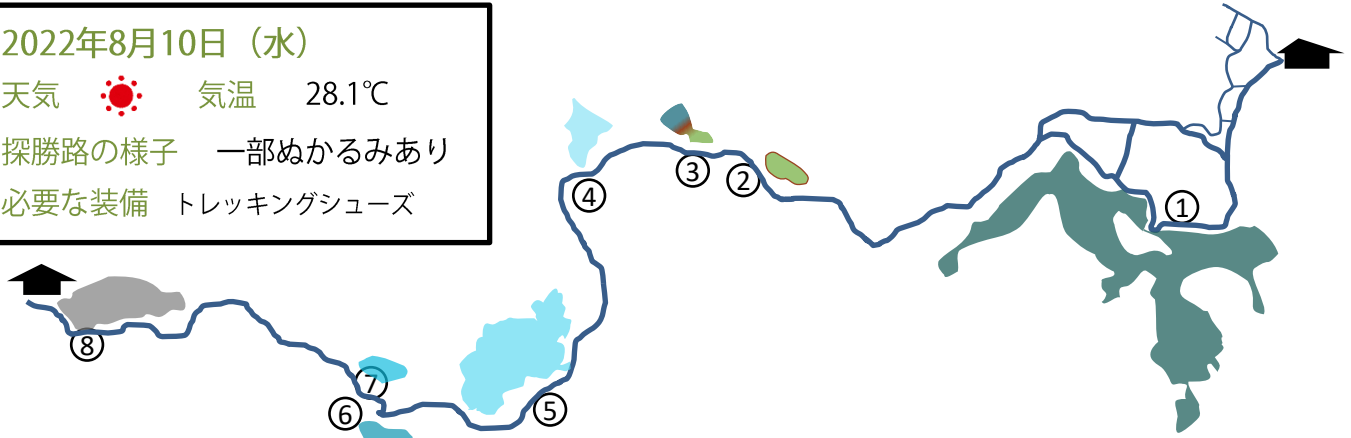 2022年8月10日（水）
天気 気温 28.1℃
探勝路の様子 一部ぬかるみあり
必要な装備 トレッキングシューズ
①
②
③
④
⑤
⑥
⑦
⑧